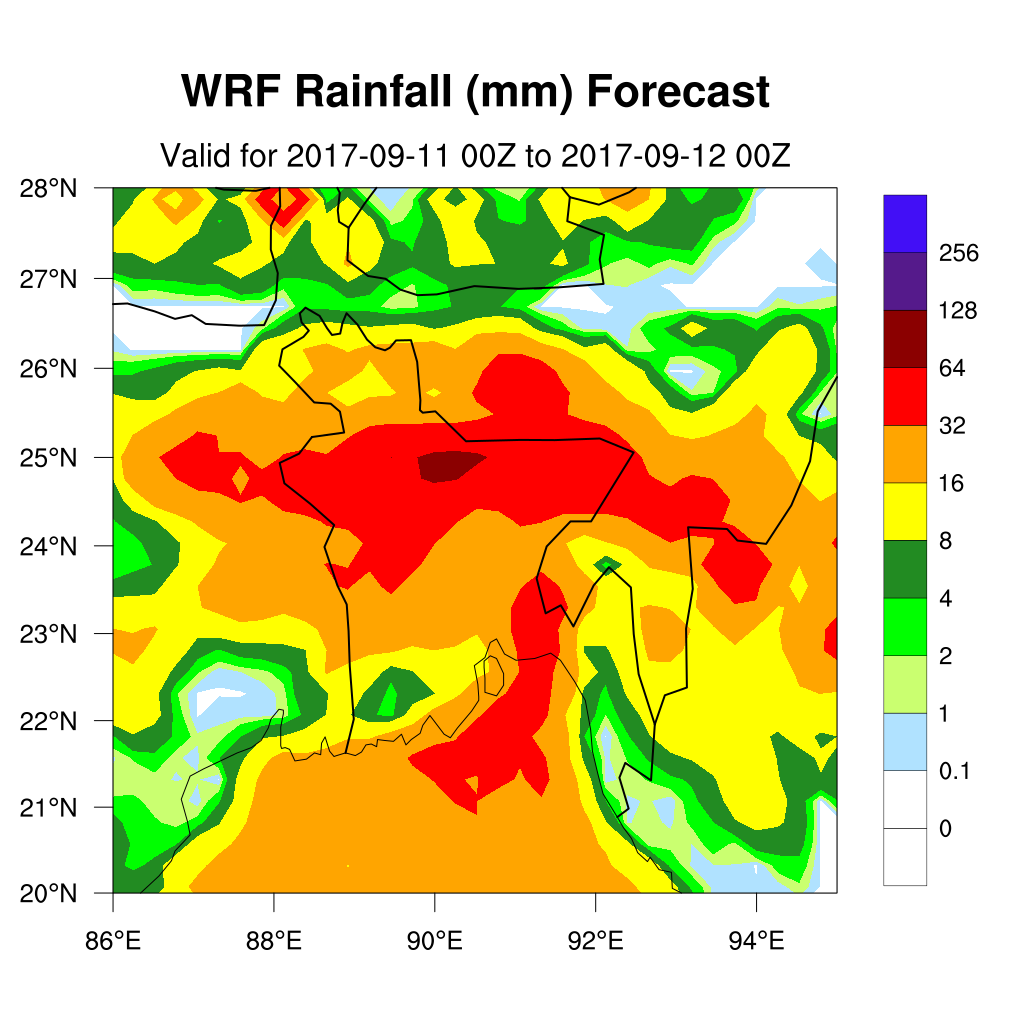 WRF Rainfall (mm) Forecast
Valid for 2017-09-11 00Z to 2017-09-12 00Z
28°N
27°N
26°N
25°N
24°N
23°N
22°N
21°N
20°N
86°E
88°E
90°E
92°E
94°E
256
128
64
32
16
8
4
2
1
0.1
0